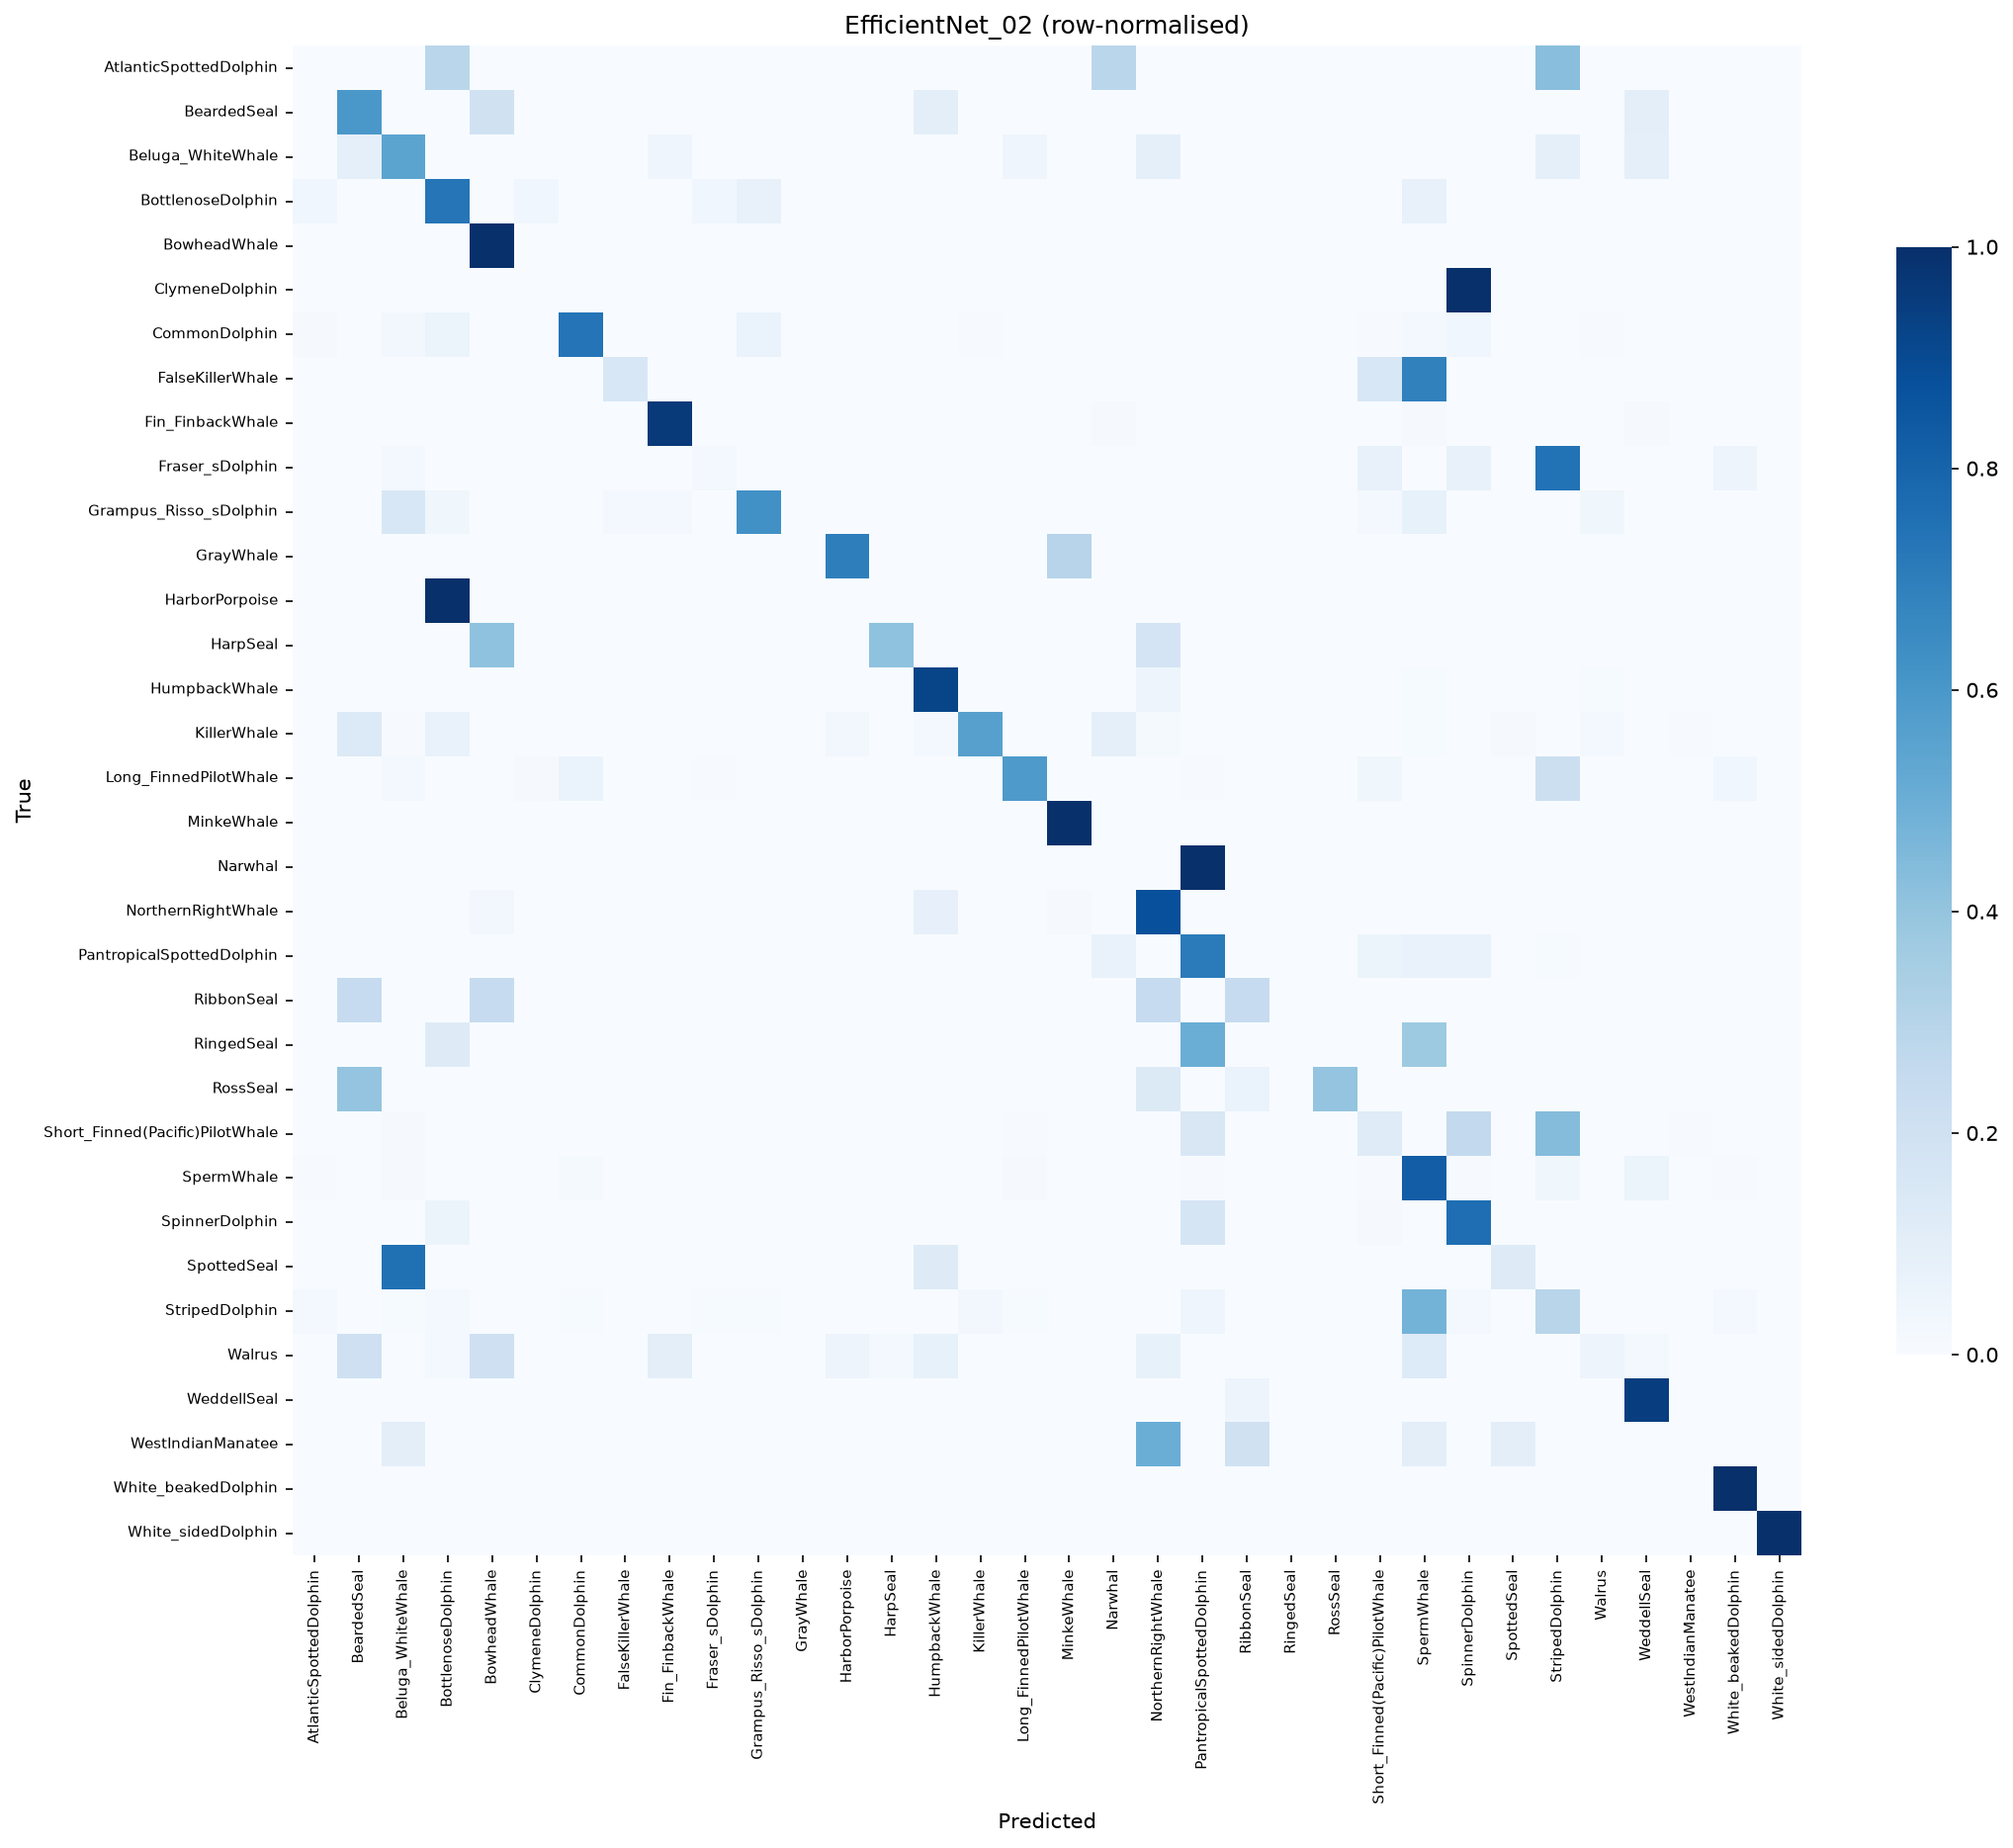 EfficientNet_02 (row-normalised)
True
AtlanticSpottedDolphin
BeardedSeal
Beluga_WhiteWhale
BottlenoseDolphin
BowheadWhale
ClymeneDolphin
CommonDolphin
FalseKillerWhale
Fin_FinbackWhale
Fraser_sDolphin
Grampus_Risso_sDolphin
GrayWhale
HarborPorpoise
HarpSeal
HumpbackWhale
KillerWhale
Long_FinnedPilotWhale
MinkeWhale
Narwhal
NorthernRightWhale
PantropicalSpottedDolphin
RibbonSeal
RingedSeal
RossSeal
Short_Finned(Pacific)PilotWhale
SpermWhale
SpinnerDolphin
SpottedSeal
StripedDolphin
Walrus
WeddellSeal
WestIndianManatee
White_beakedDolphin
White_sidedDolphin
AtlanticSpottedDolphin
BeardedSeal
Beluga_WhiteWhale
BottlenoseDolphin
BowheadWhale
ClymeneDolphin
CommonDolphin
FalseKillerWhale
Fin_FinbackWhale
Fraser_sDolphin
Grampus_Risso_sDolphin
GrayWhale
HarborPorpoise
HarpSeal
HumpbackWhale
KillerWhale
Long_FinnedPilotWhale
MinkeWhale
Narwhal
NorthernRightWhale
PantropicalSpottedDolphin
RibbonSeal
RingedSeal
RossSeal
Short_Finned(Pacific)PilotWhale
SpermWhale
SpinnerDolphin
SpottedSeal
StripedDolphin
Walrus
WeddellSeal
WestIndianManatee
White_beakedDolphin
White_sidedDolphin
Predicted
1.0
0.8
0.6
0.4
0.2
0.0